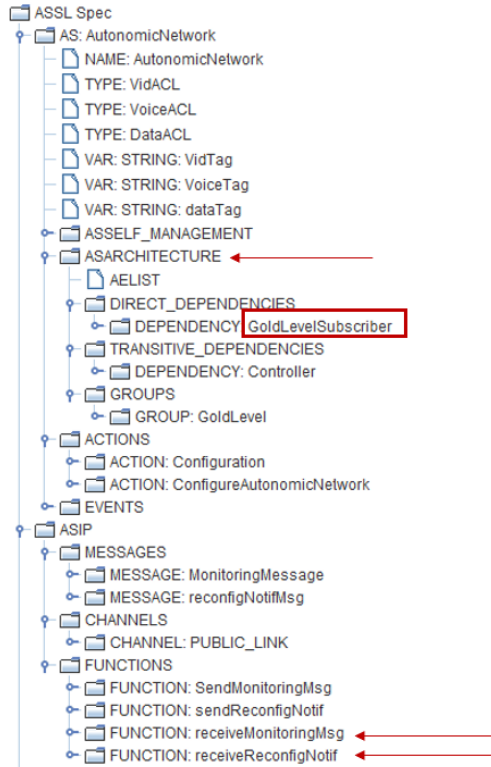 ASSL Spec
AS: AutonomicNetwork
NAME: AutonomicNetwork
TYPE: VidACL
TYPE: VoiceACL
TYPE: DataACL
VAR: STRING: VidTag
VAR: STRING: VoiceTag
VAR: STRING: dataTag
ASSELF_MANAGEMENT
ASARCHITECTURE
AELIST
DIRECT_DEPENDENCIES
DEPENDENCY: GoldLevelSubscriber
TRANSITIVE_DEPENDENCIES
DEPENDENCY: Controller
GROUPS
GROUP: GoldLevel
ACTIONS
ACTION: Configuration
ACTION: ConfigureAutonomicNetwork
EVENTS
ASIP
MESSAGES
MESSAGE: MonitoringMessage
MESSAGE: reconfigNotifMsg
CHANNELS
CHANNEL: PUBLIC_LINK
FUNCTIONS
FUNCTION: SendMonitoringMsg
FUNCTION: sendReconfigNotif
FUNCTION: receiveMonitoringMsg
FUNCTION: receiveReconfigNotif